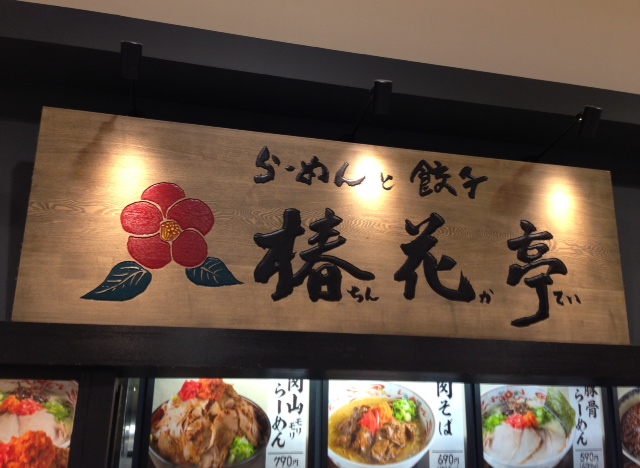 らーめんと餃子
椿花亭
ちん か てい
肉山
モリモリ
らーめん
790円
肉そば
690円
豚骨
らーめん
590円